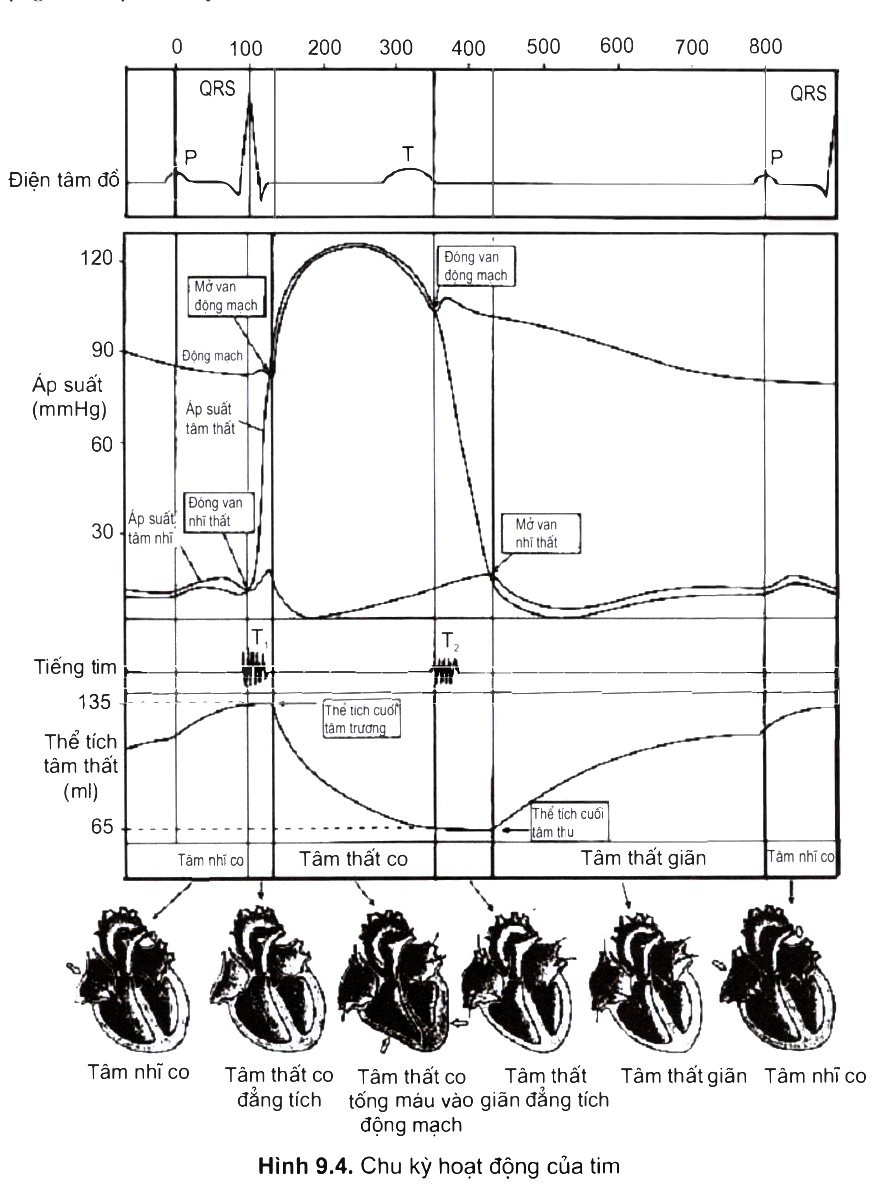 0 100 200 300 400 500 600 700 800
QRS
QRS
P
T
P
Điện tâm đồ
120
Đóng van
động mạch
Mở van
động mạch
90
Động mạch
Áp suất
(mmHg)
Áp suất
tâm thất
60
Đóng van
nhĩ thất
Áp suất
tâm nhĩ
30
Mở van
nhĩ thất
T1
T2
Tiếng tim
135
Thể tích cuối
tâm trương
Thể tích
tâm thất
(ml)
Thể tích cuối
tâm thu
65
Tâm nhĩ co
Tâm thất co
Tâm thất giãn
Tâm nhĩ co
Tâm nhĩ co
Tâm thất co
đẳng tích
Tâm thất co
tống máu vào
động mạch
Tâm thất
giãn đẳng tích
Tâm thất giãn
Tâm nhĩ co
Hình 9.4. Chu kỳ hoạt động của tim